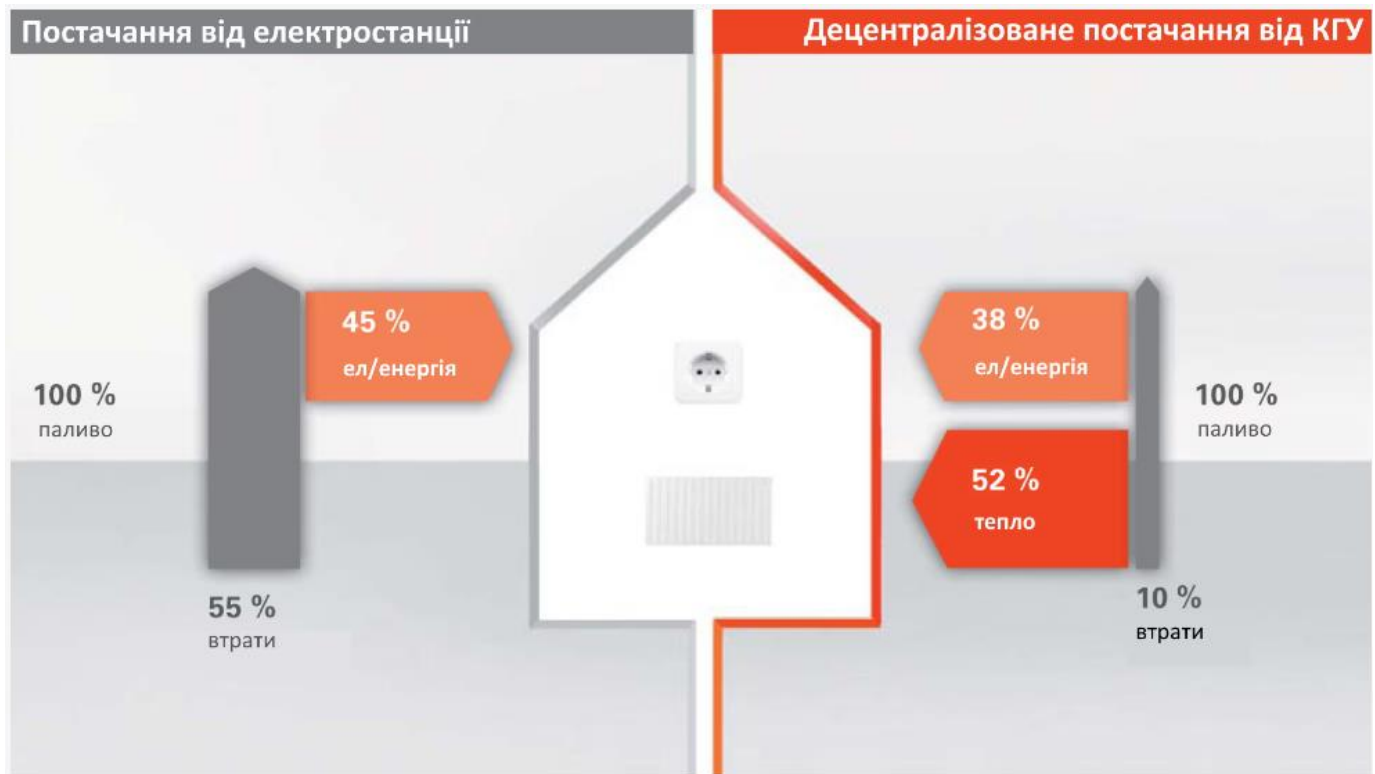 Постачання від електростанції
Децентралізоване постачання від КГУ
45 %
ел/енергія
100 %
паливо
55 %
втрати
38 %
ел/енергія
100 %
паливо
52 %
тепло
10 %
втрати